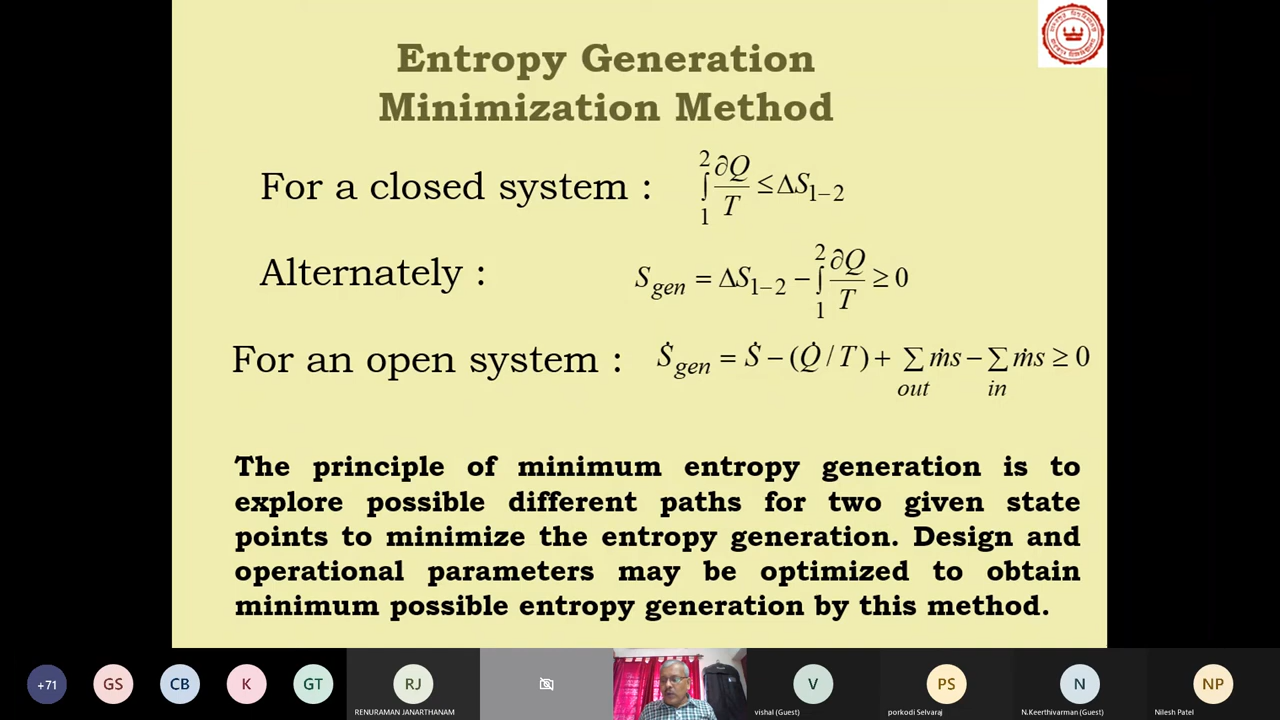 Entropy Generation
Minimization Method
For a closed system : ∫₁² ∂Q/T ≤ ΔS₁₋₂
Alternately : S_gen = ΔS₁₋₂ − ∫₁² ∂Q/T ≥ 0
For an open system : Ṡ_gen = Ṡ − (Q̇ / T) + ∑_out ṁs − ∑_in ṁs ≥ 0
The principle of minimum entropy generation is to
explore possible different paths for two given state
points to minimize the entropy generation. Design and
operational parameters may be optimized to obtain
minimum possible entropy generation by this method.
+71 GS CB K GT RJ V PS N NP
RENURAMAN JANARTHANAM vishal (Guest) porkodi Selvaraj N.Keerthivarman (Guest) Nilesh Patel